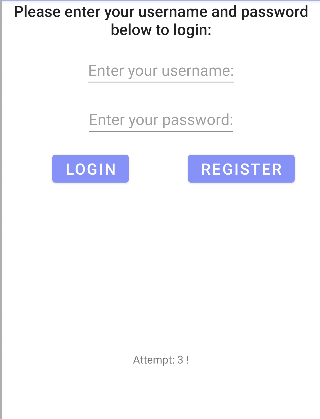 Please enter your username and password
below to login:
Enter your username:
Enter your password:
LOGIN
REGISTER
Attempt: 3 !